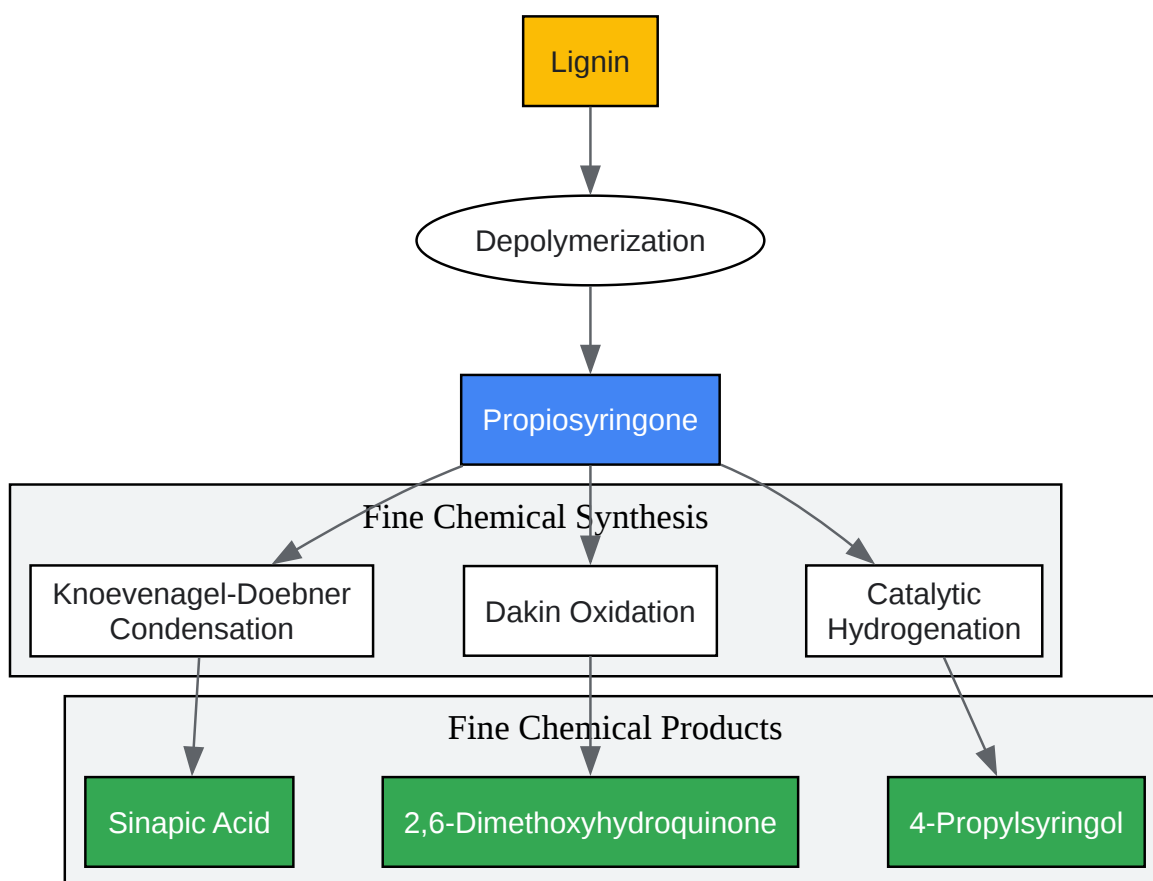 Lignin
Depolymerization
Propiosyringone
Fine Chemical Synthesis
Knoevenagel-Doebner
Condensation
Dakin Oxidation
Catalytic
Hydrogenation
Fine Chemical Products
Sinapic Acid
2,6-Dimethoxyhydroquinone
4-Propylsyringol